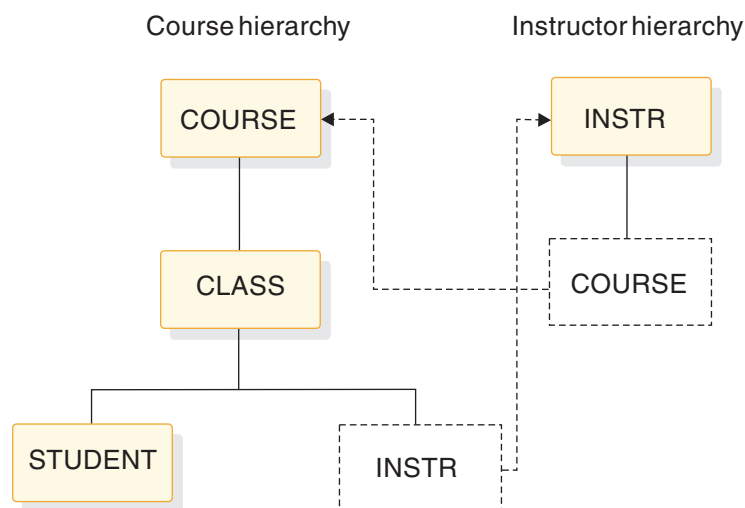 Course hierarchy
Instructor hierarchy
COURSE
INSTR
CLASS
COURSE
STUDENT
INSTR